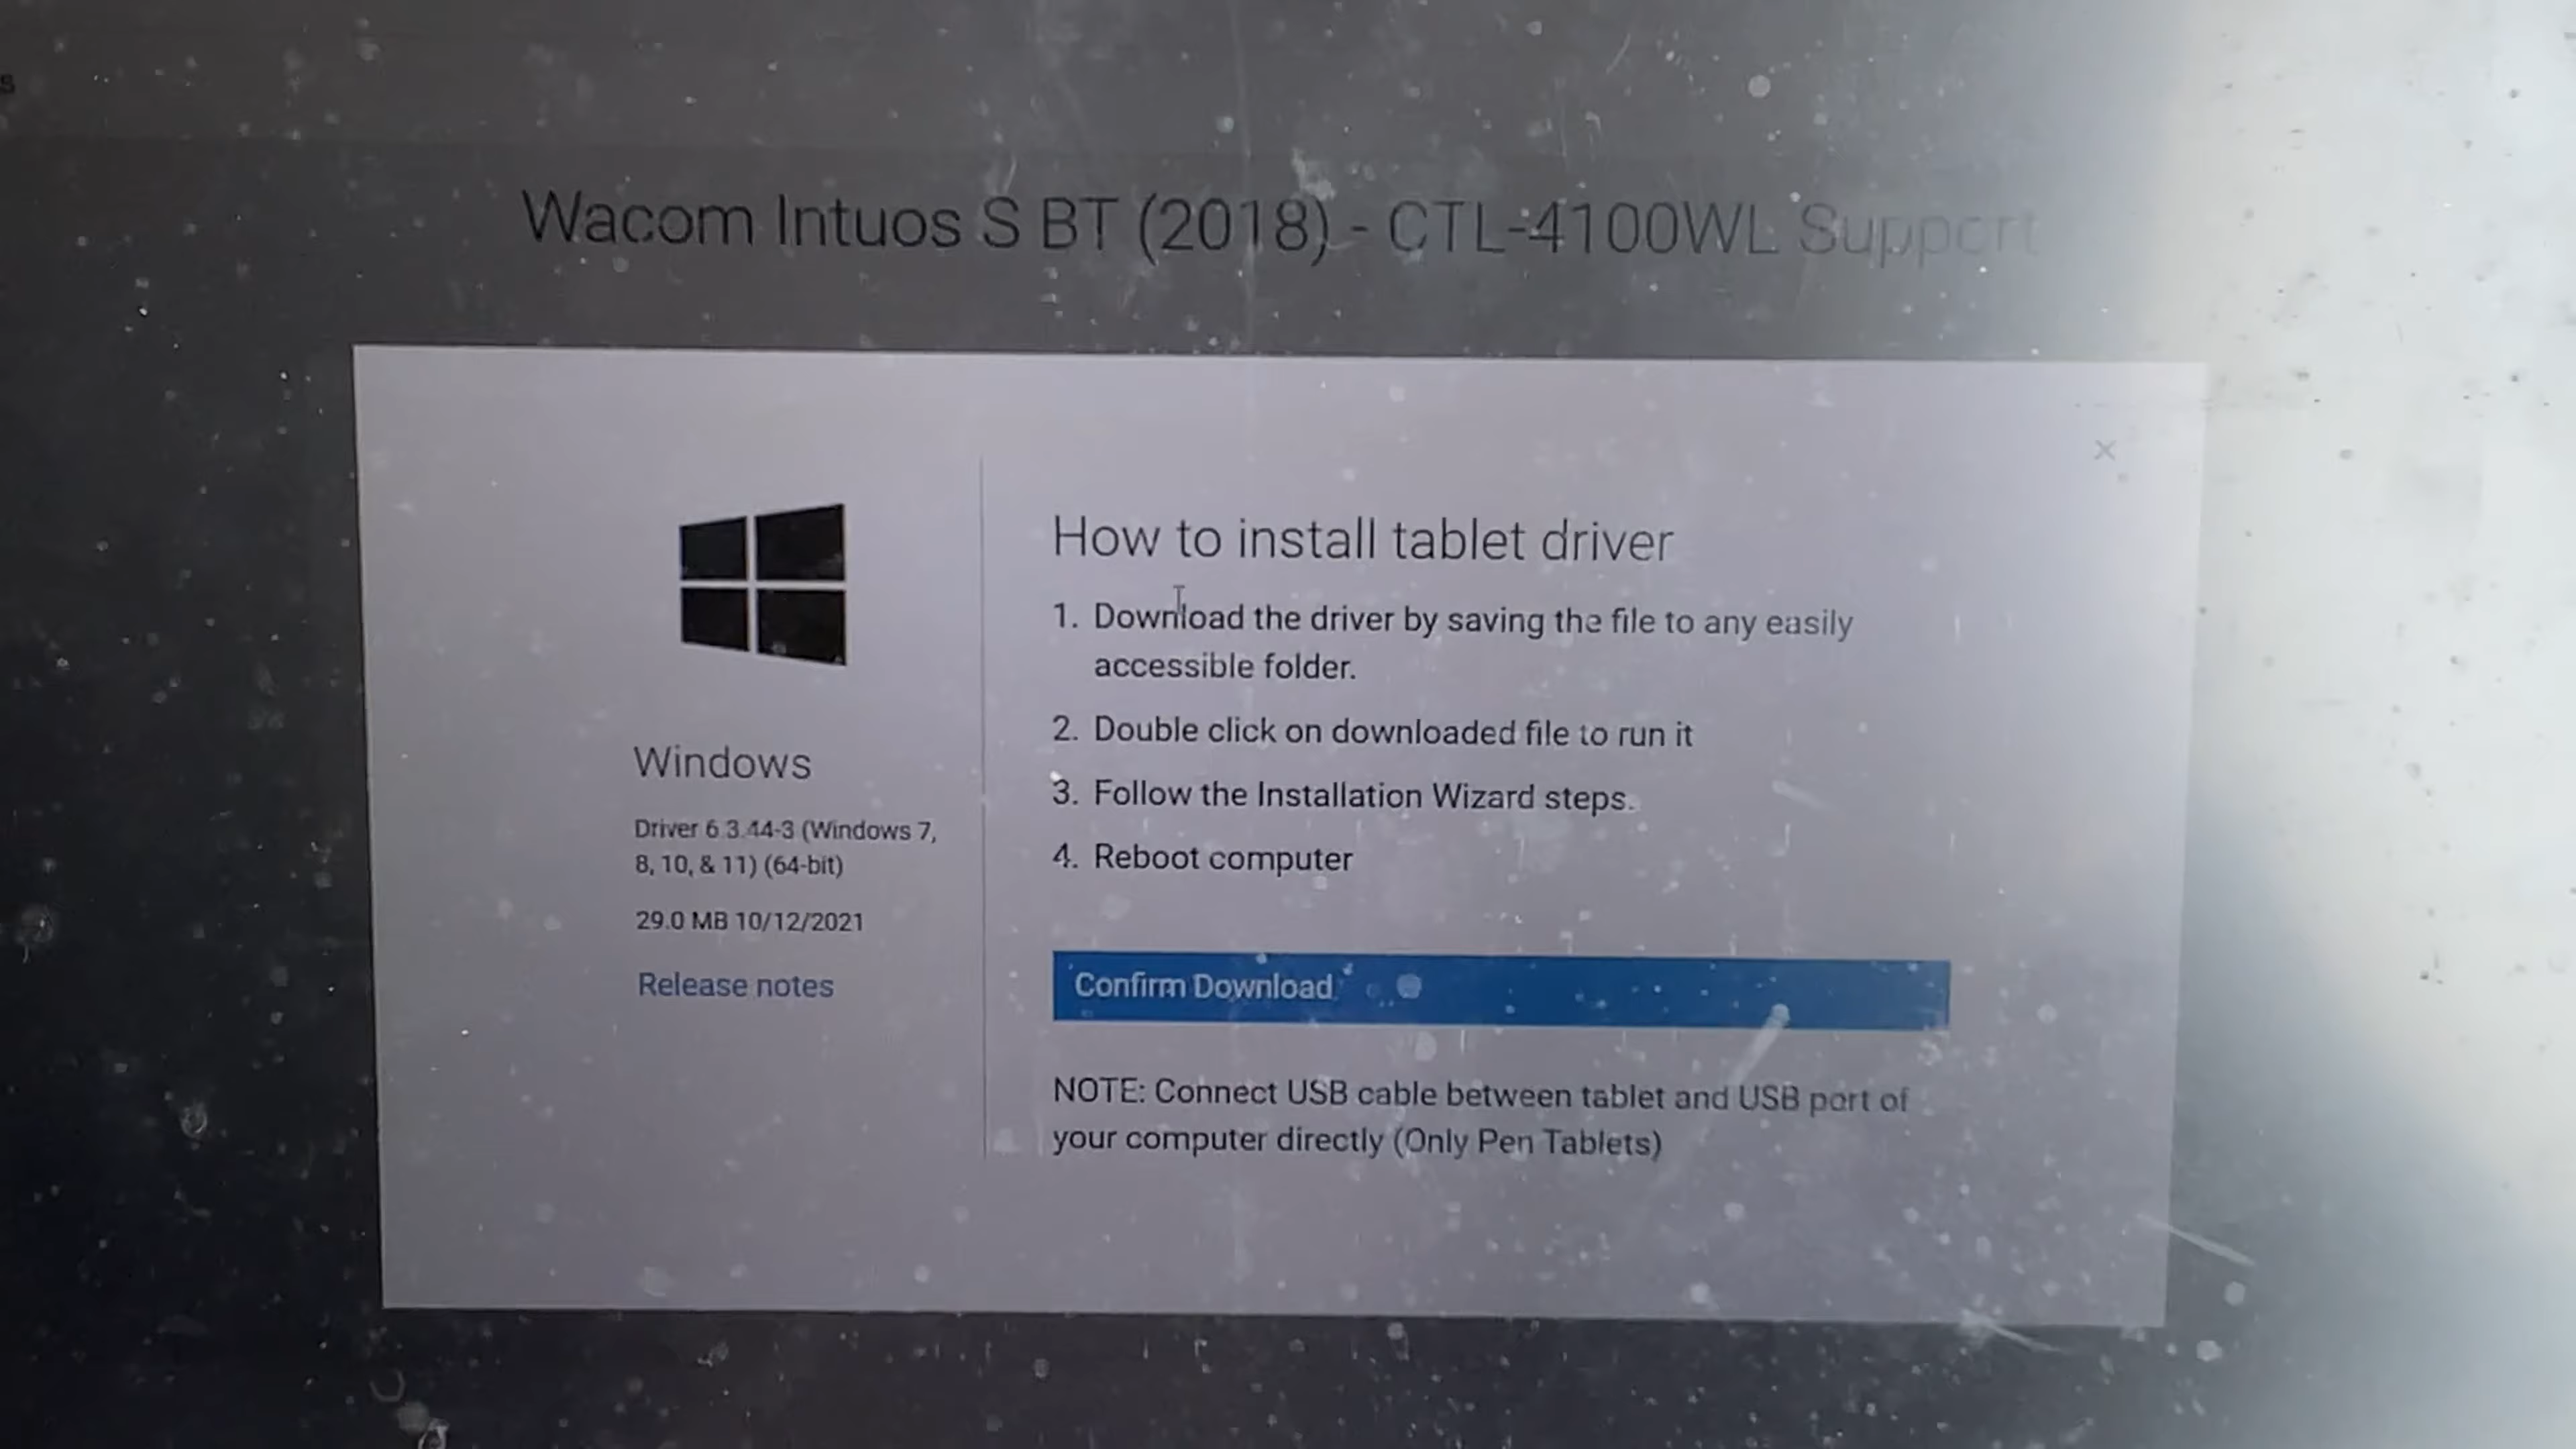 s
Wacom Intuos S BT (2018) - CTL-4100WL Support
How to install tablet driver
1. Download the driver by saving the file to any easily
accessible folder.
2. Double click on downloaded file to run it
3. Follow the Installation Wizard steps.
4. Reboot computer
Windows
Driver 6.3.44-3 (Windows 7,
8, 10, & 11) (64-bit)
29.0 MB 10/12/2021
Release notes
Confirm Download
NOTE: Connect USB cable between tablet and USB port of
your computer directly (Only Pen Tablets)